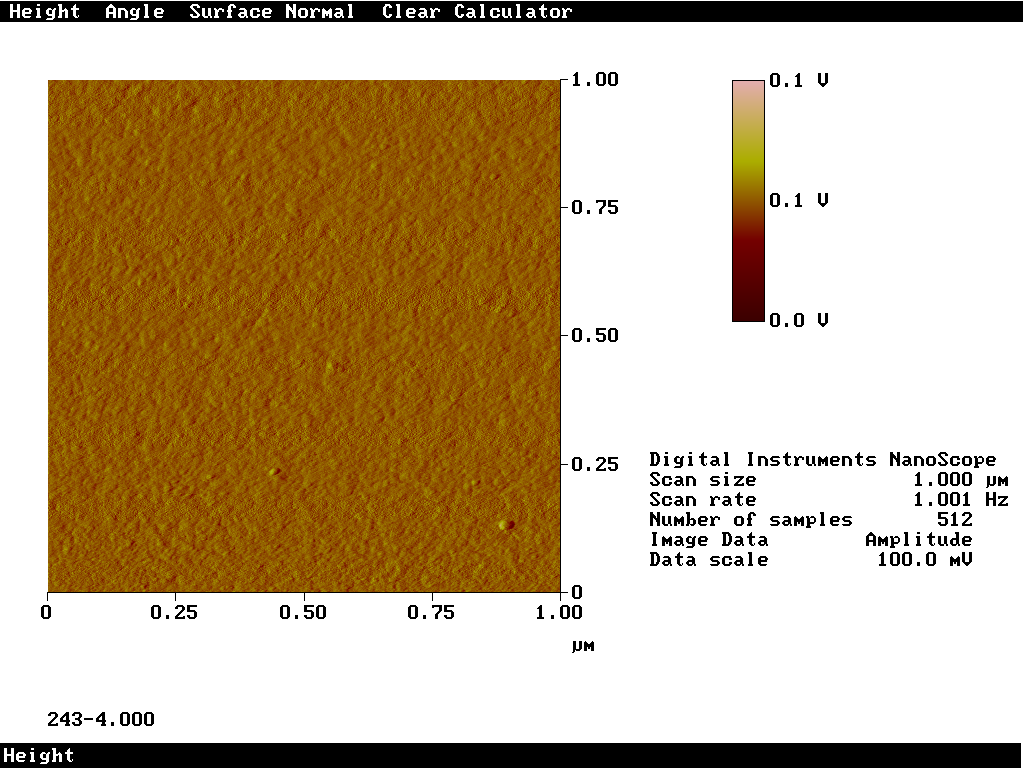 Height Angle Surface Normal Clear Calculator
1.00
0.75
0.50
0.25
0
0 0.25 0.50 0.75 1.00
µm
0.1 V
0.1 V
0.0 V
Digital Instruments NanoScope
Scan size 1.000 µm
Scan rate 1.001 Hz
Number of samples 512
Image Data Amplitude
Data scale 100.0 mV
243-4.000
Height